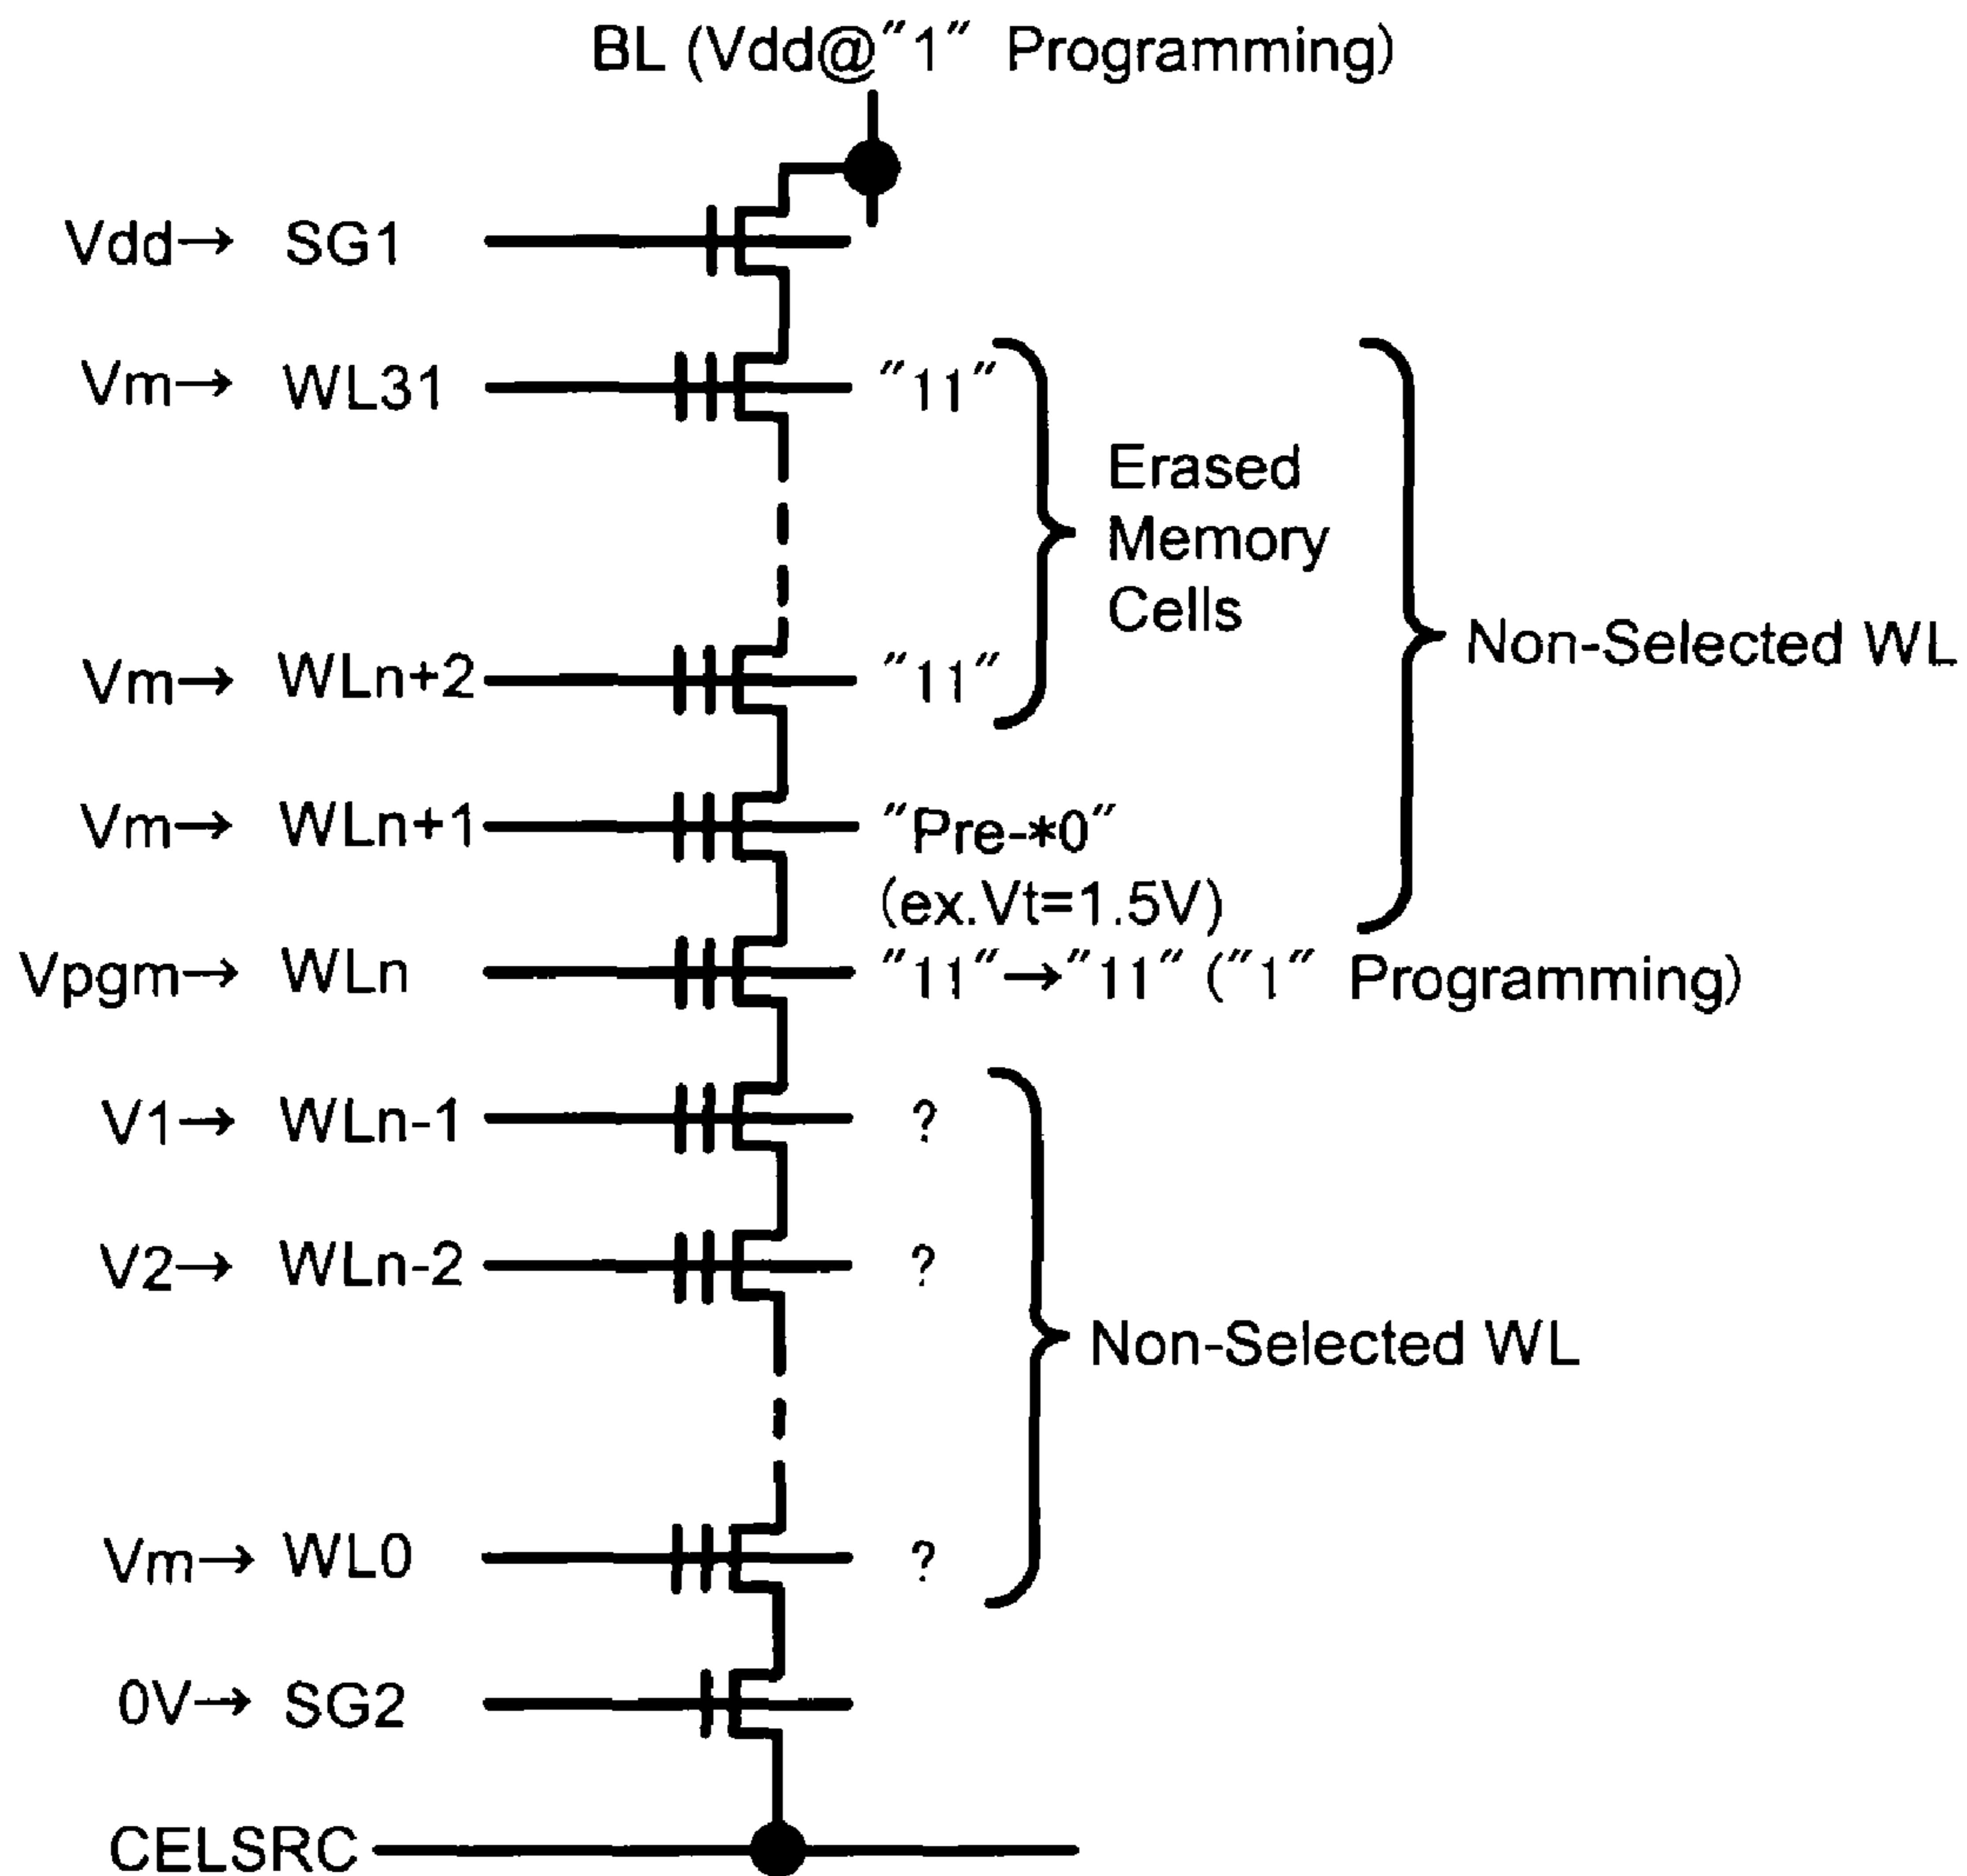 BL (Vdd@"1" Programming)
Vdd→ SG1
Vm→ WL31 "11"
Erased
Memory
Cells
Non-Selected WL
Vm→ WLn+2 "11"
Vm→ WLn+1 "Pre-*0"
(ex.Vt=1.5V)
Vpgm→ WLn "11"→"11" ("1" Programming)
V1→ WLn-1 ?
V2→ WLn-2 ?
Non-Selected WL
Vm→ WL0 ?
0V→ SG2
CELSRC